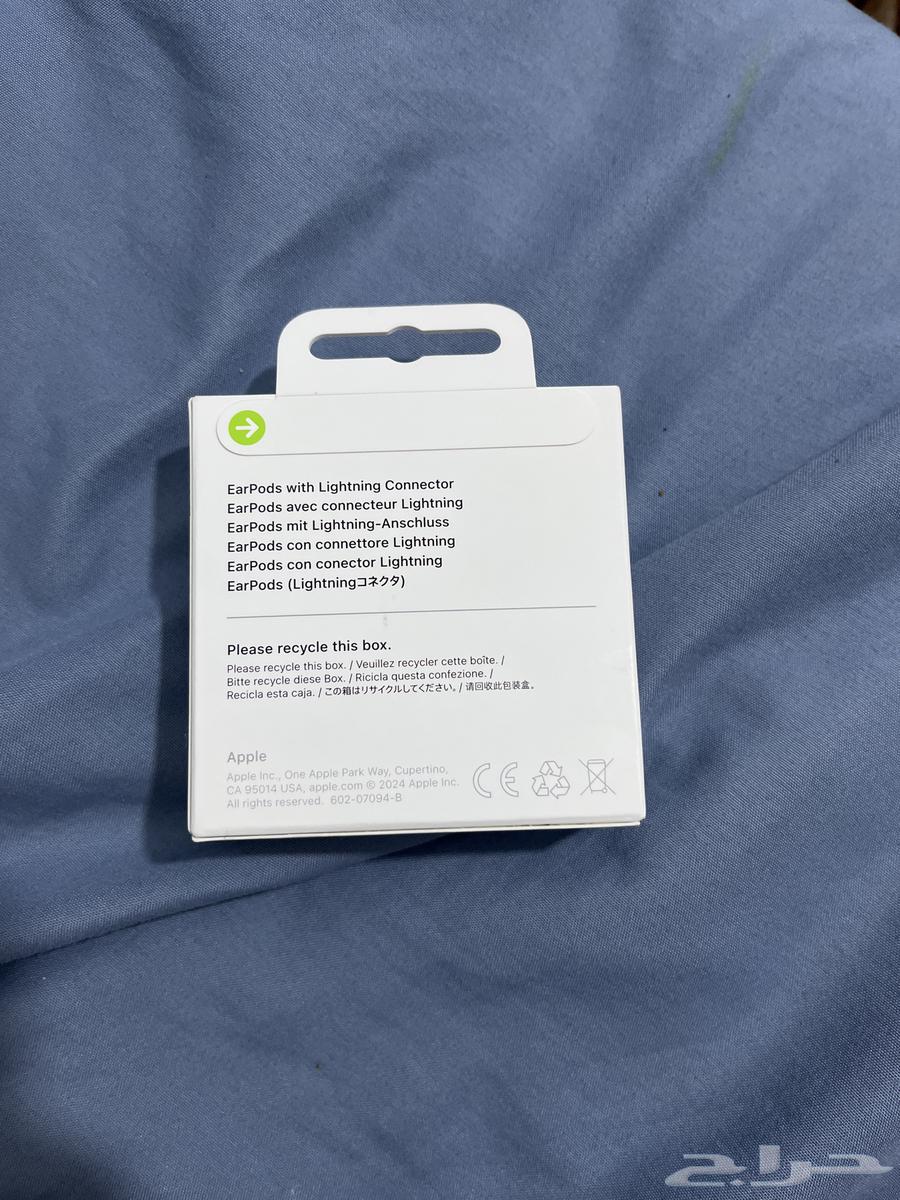 EarPods with Lightning Connector
EarPods avec connecteur Lightning
EarPods mit Lightning-Anschluss
EarPods con connettore Lightning
EarPods con conector Lightning
EarPods (Lightningコネクタ)
Please recycle this box.
Please recycle this box. / Veuillez recycler cette boîte. /
Bitte recycle diese Box. / Ricicla questa confezione. /
Recicla esta caja. / この箱はリサイクルしてください。/ 请回收此包装盒。
Apple
Apple Inc., One Apple Park Way, Cupertino,
CA 95014 USA, apple.com © 2024 Apple Inc.
All rights reserved. 602-07094-B
CE
حراج